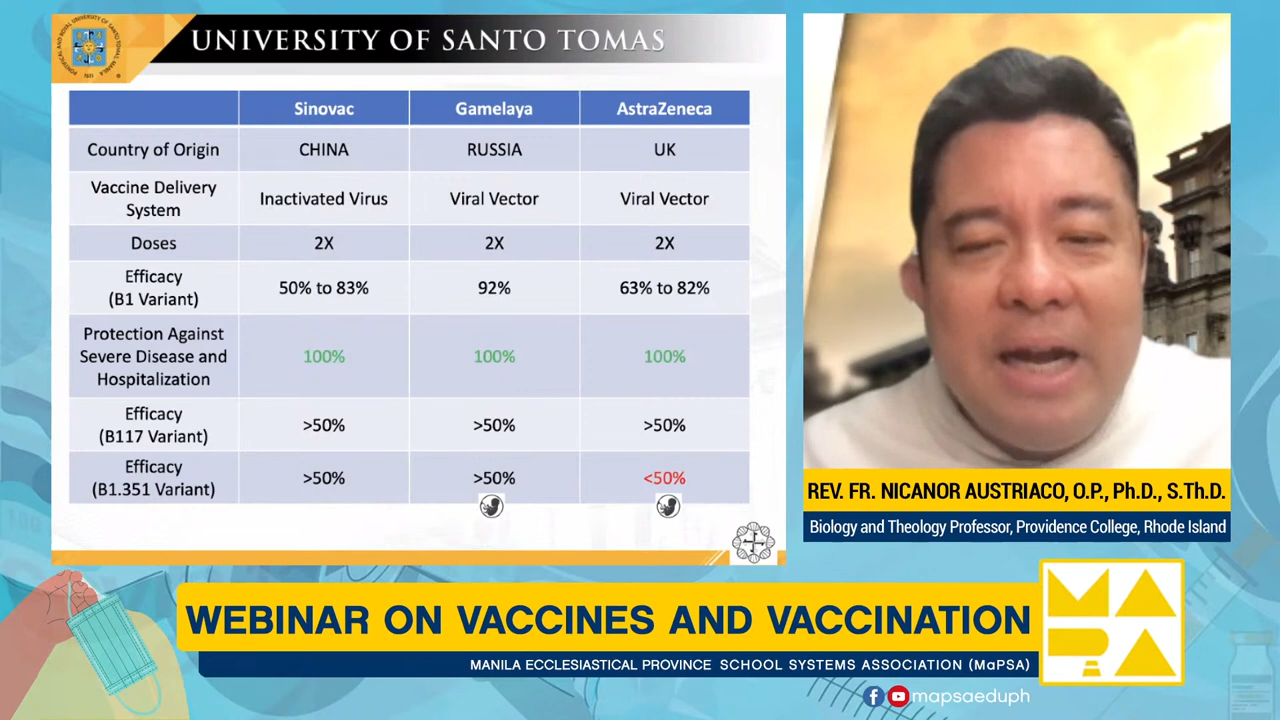 UNIVERSITY OF SANTO TOMAS
Sinovac
Gamelaya
AstraZeneca
Country of Origin
CHINA
RUSSIA
UK
Vaccine Delivery
System
Inactivated Virus
Viral Vector
Viral Vector
Doses
2X
2X
2X
Efficacy
(B1 Variant)
50% to 83%
92%
63% to 82%
Protection Against
Severe Disease and
Hospitalization
100%
100%
100%
Efficacy
(B117 Variant)
>50%
>50%
>50%
Efficacy
(B1.351 Variant)
>50%
>50%
<50%
REV. FR. NICANOR AUSTRIACO, O.P., Ph.D., S.Th.D.
Biology and Theology Professor, Providence College, Rhode Island
WEBINAR ON VACCINES AND VACCINATION
MANILA ECCLESIASTICAL PROVINCE SCHOOL SYSTEMS ASSOCIATION (MaPSA)
mapsaeduph